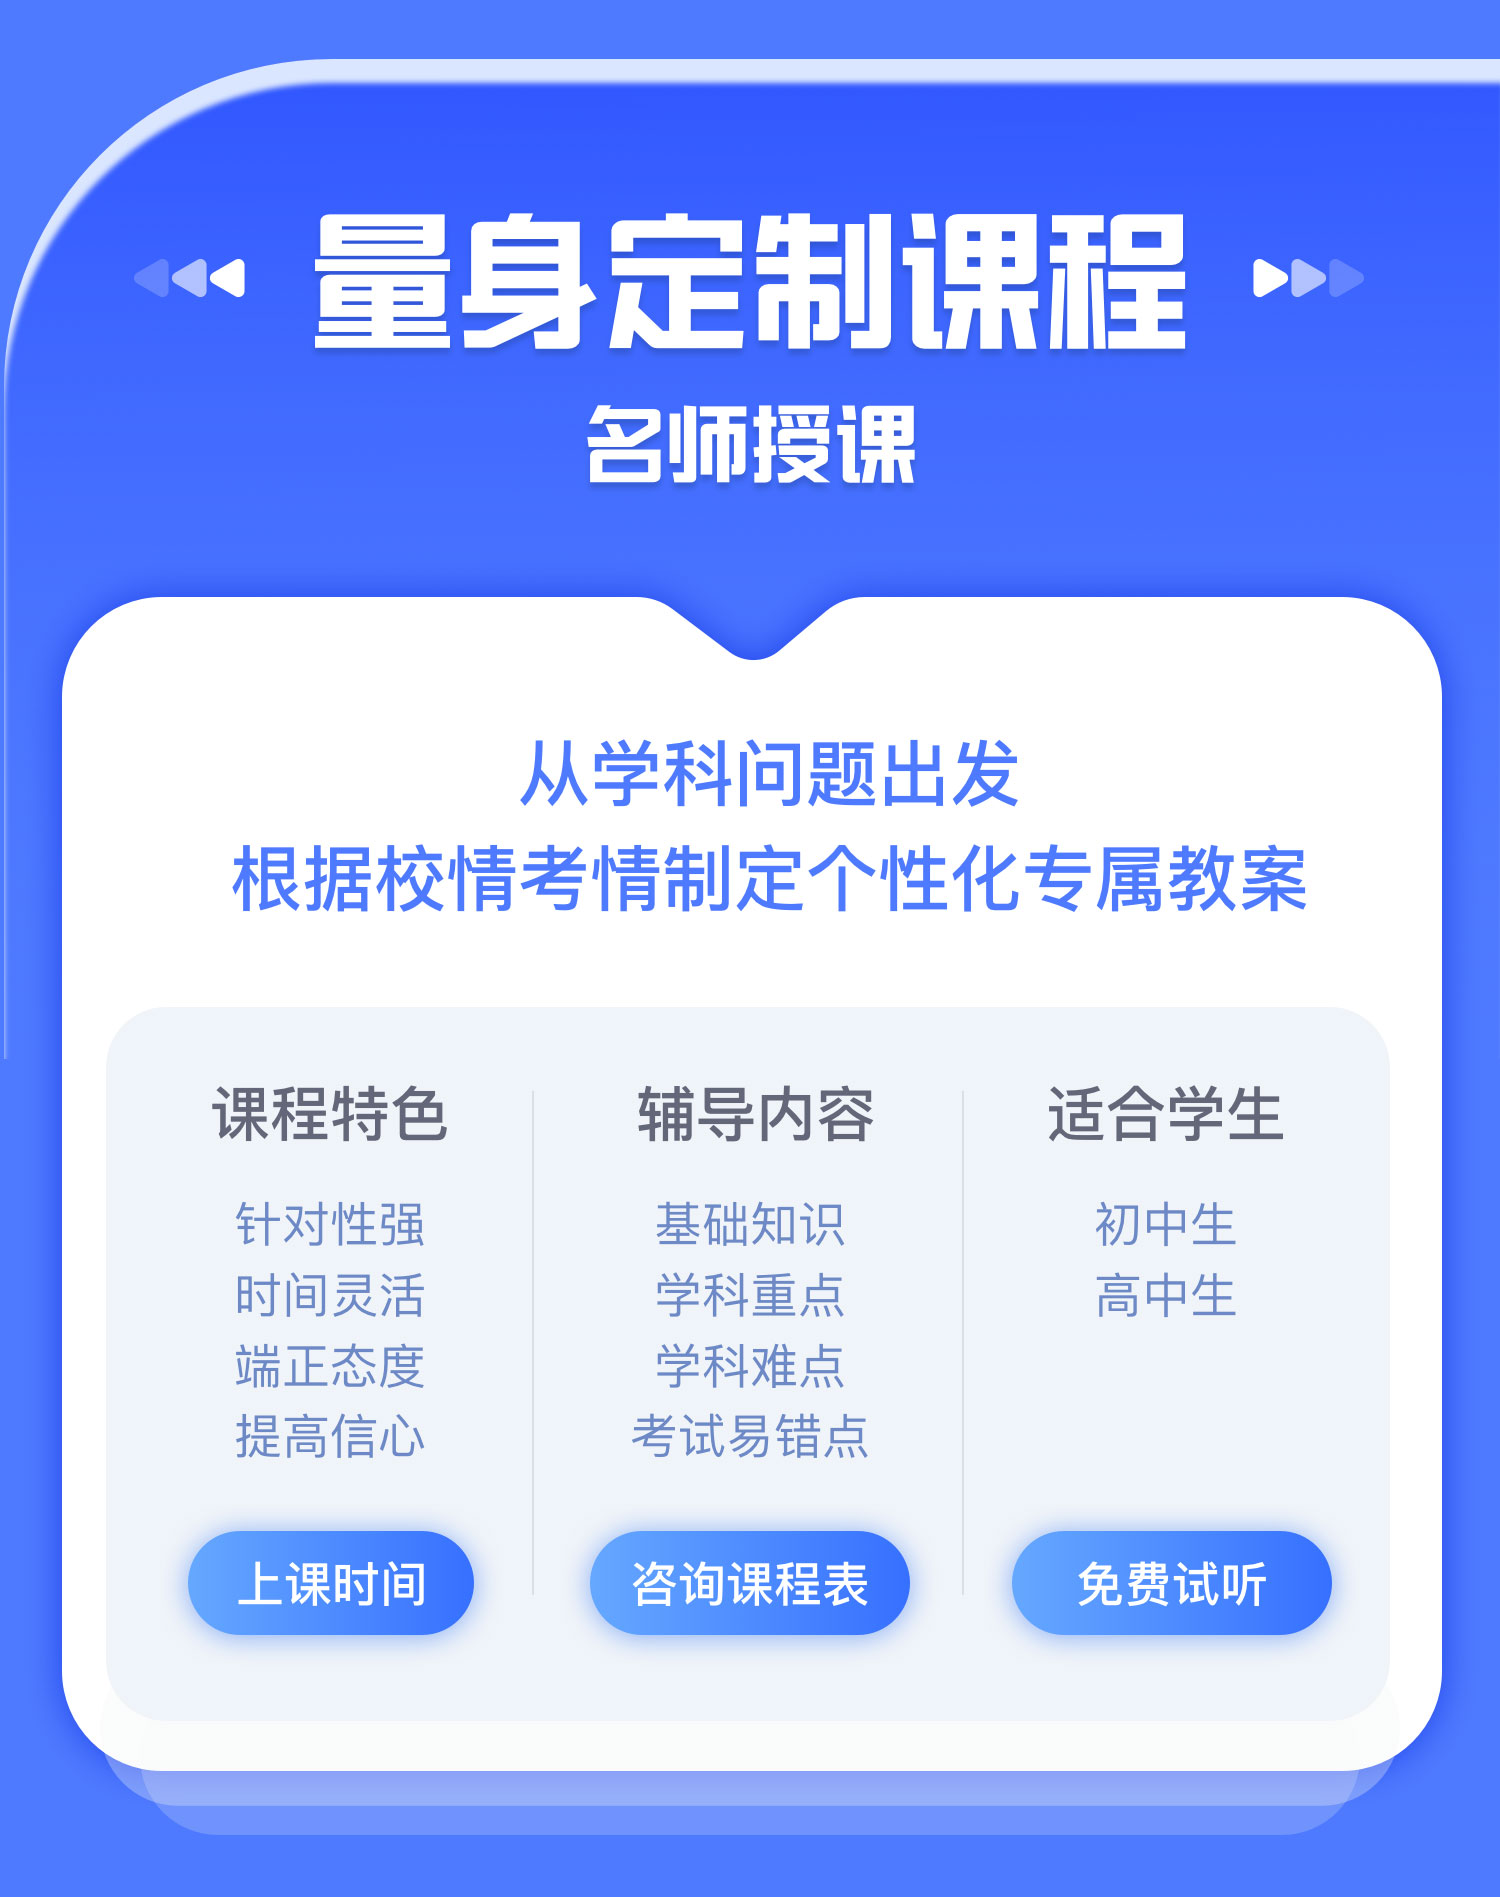 量身定制课程
名师授课
从学科问题出发
根据校情考情制定个性化专属教案
课程特色
针对性强
时间灵活
端正态度
提高信心
上课时间
辅导内容
基础知识
学科重点
学科难点
考试易错点
咨询课程表
适合学生
初中生
高中生
免费试听